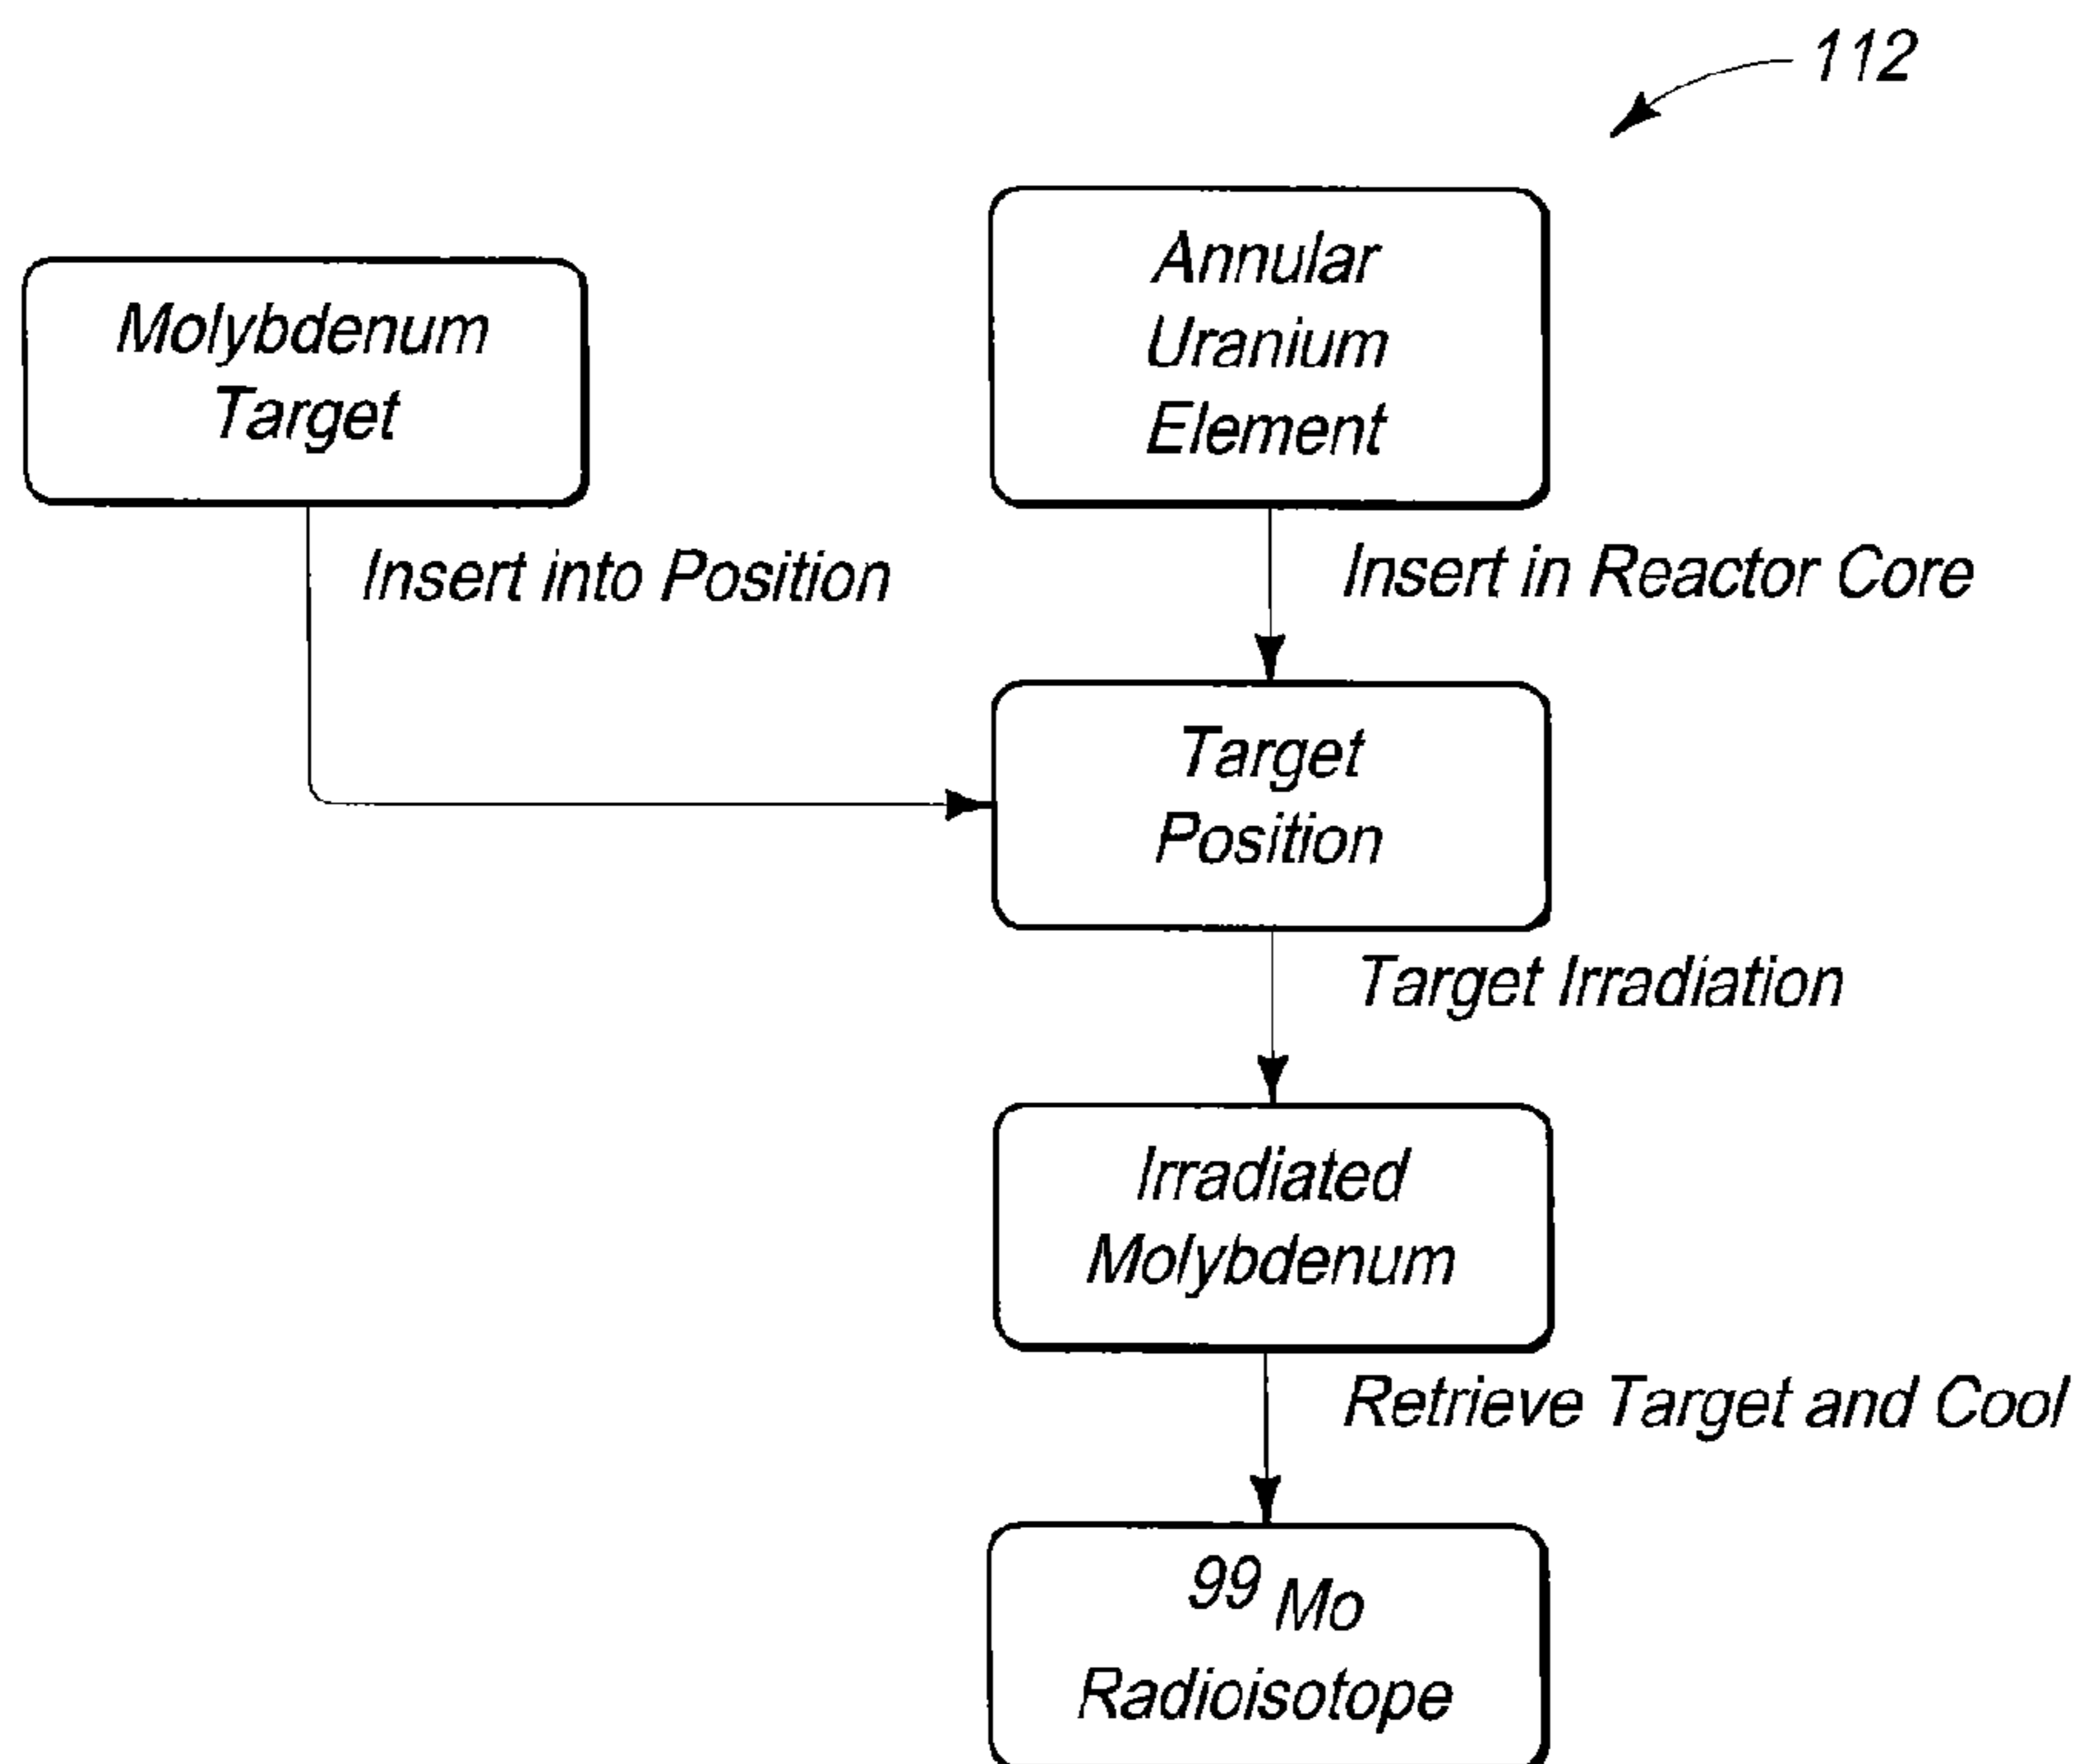 112
Molybdenum
Target
Annular
Uranium
Element
Insert into Position
Insert in Reactor Core
Target
Position
Target Irradiation
Irradiated
Molybdenum
Retrieve Target and Cool
99 Mo
Radioisotope